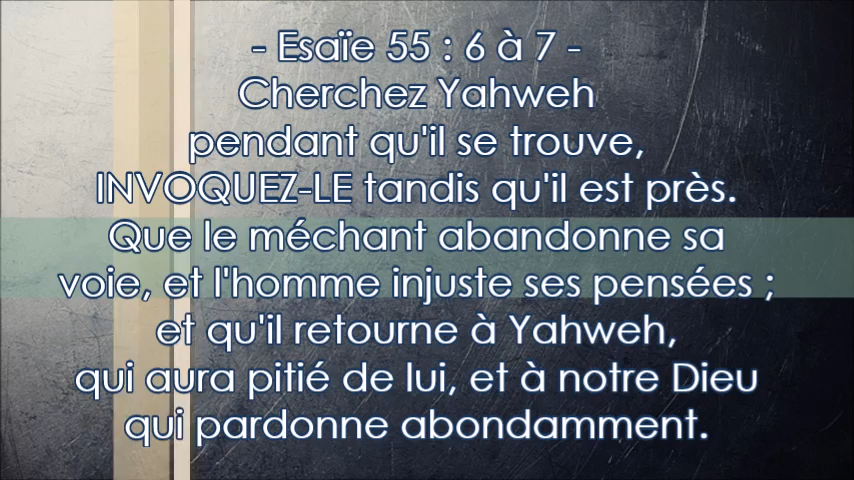 - Esaïe 55 : 6 à 7 -
Cherchez Yahweh
pendant qu'il se trouve,
INVOQUEZ-LE tandis qu'il est près.
Que le méchant abandonne sa
voie, et l'homme injuste ses pensées ;
et qu'il retourne à Yahweh,
qui aura pitié de lui, et à notre Dieu
qui pardonne abondamment.